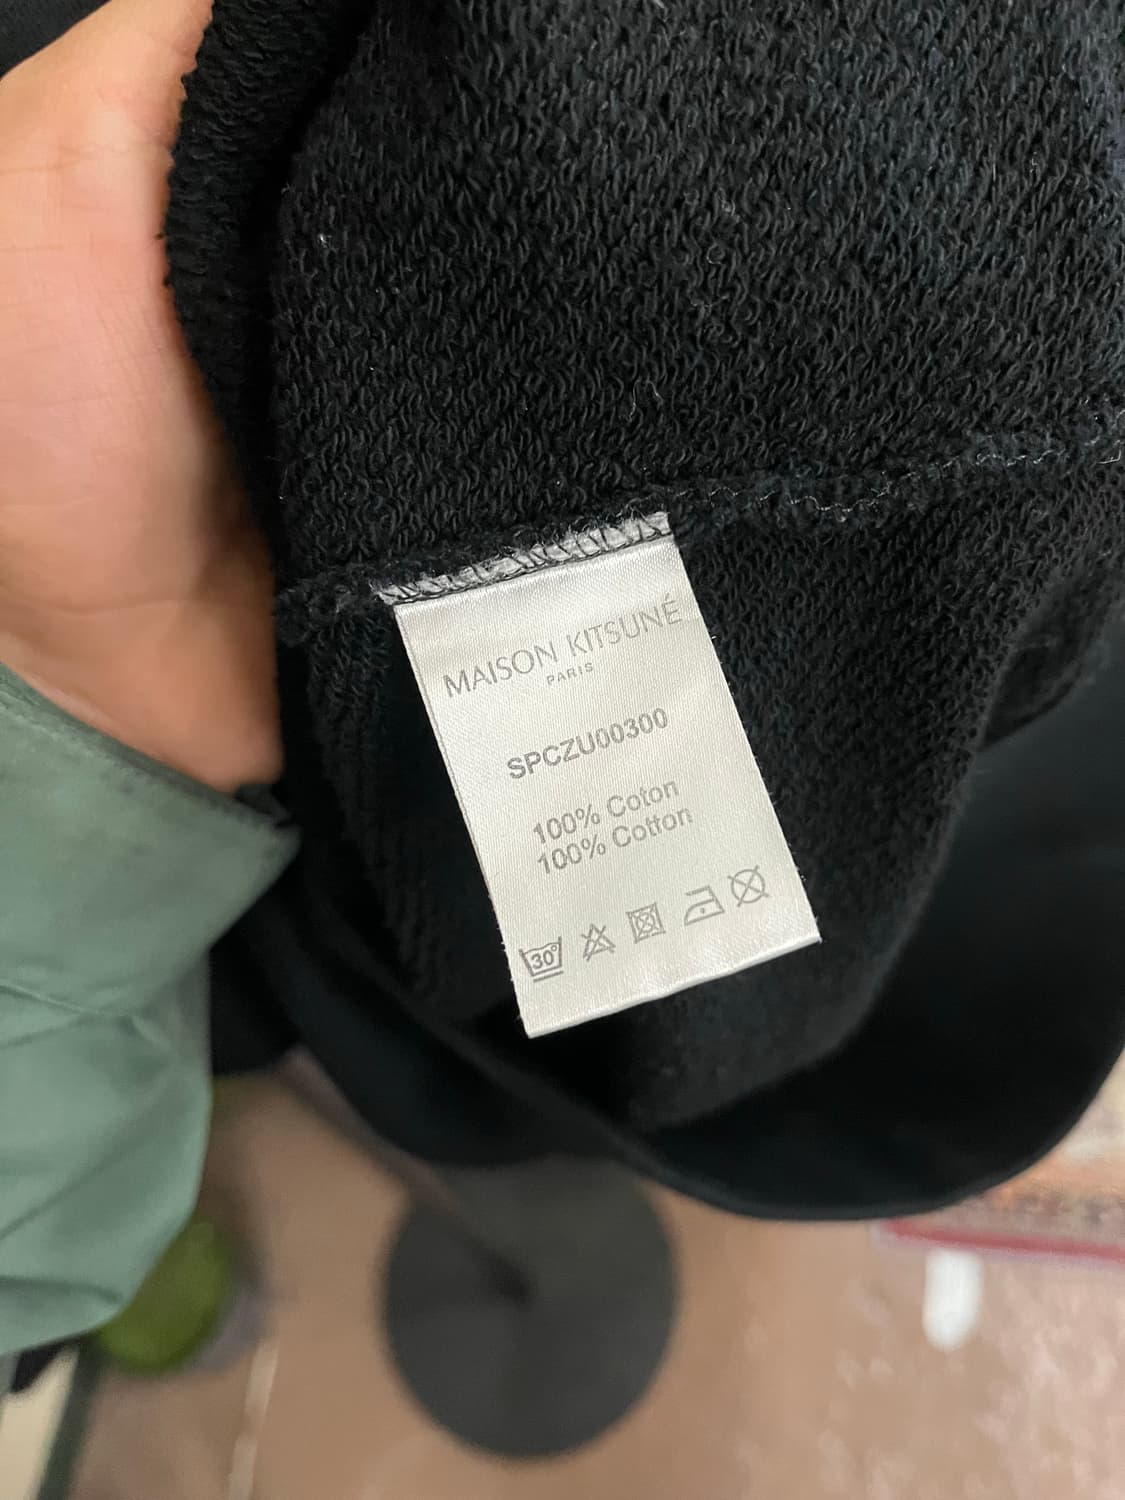 MAISON KITSUNÉ
PARIS
SPCZU00300
100% Coton
100% Cotton
30°